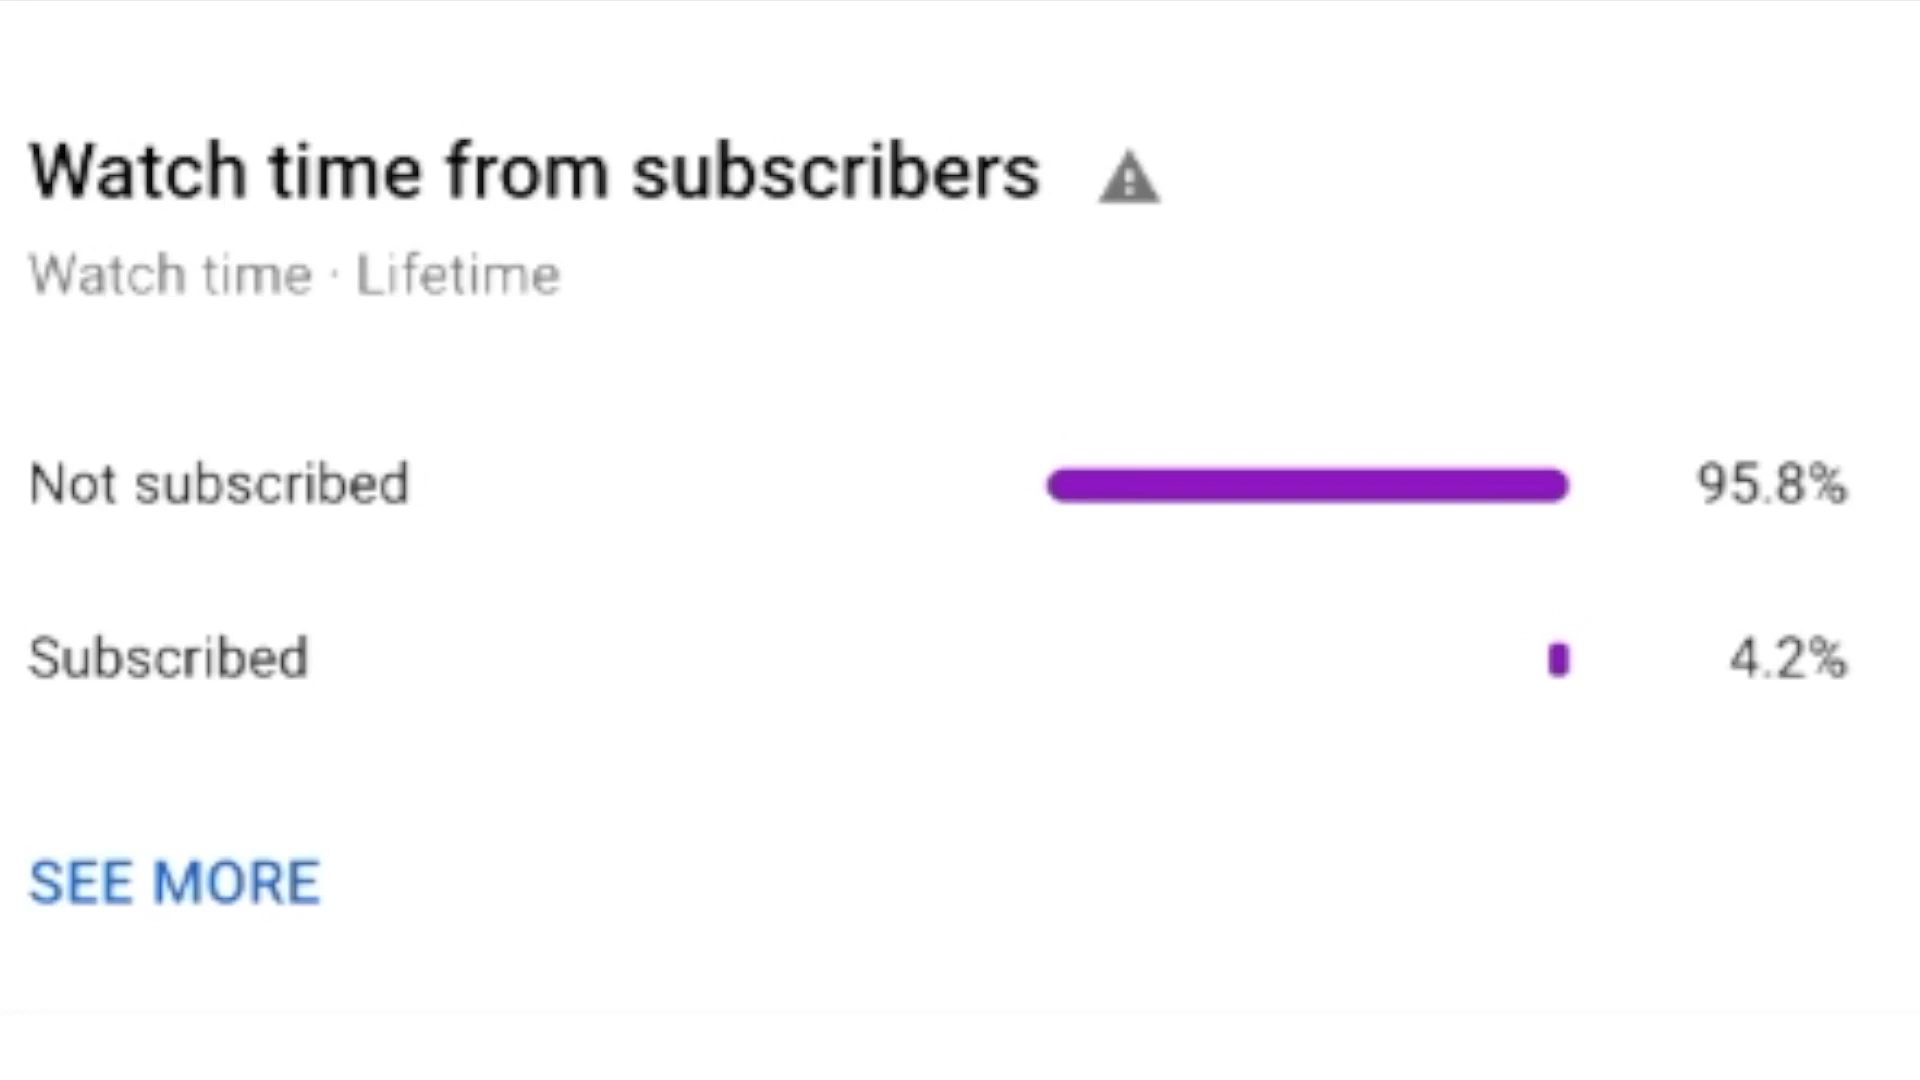 Watch time from subscribers
Watch time · Lifetime
Not subscribed 95.8%
Subscribed 4.2%
SEE MORE